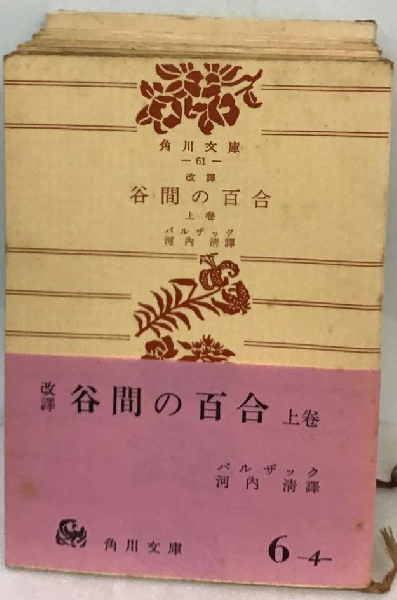 角川文庫
—61—
改譯
谷間の百合
上卷
バルザック
河內清譯
改譯 谷間の百合 上卷
バルザック
河內清譯
角川文庫 6-4-